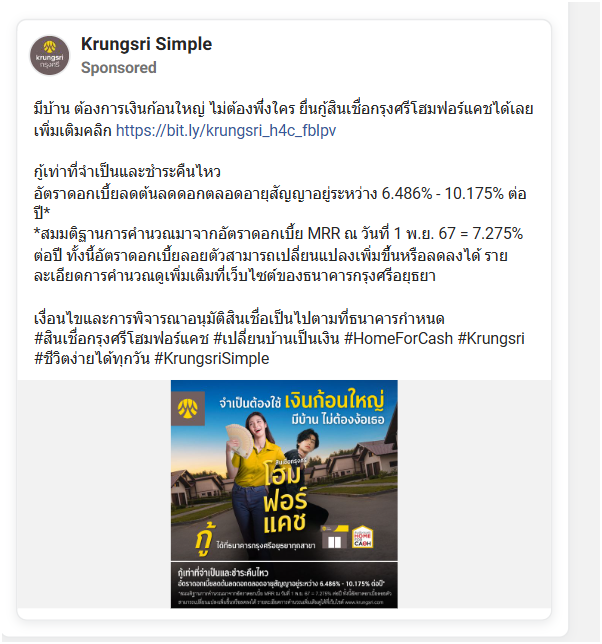 Krungsri Simple
Sponsored
krungsri
กรุงศรี
มีบ้าน ต้องการเงินก้อนใหญ่ ไม่ต้องพึ่งใคร ยื่นกู้สินเชื่อกรุงศรีโฮมฟอร์แคชได้เลย
เพิ่มเติมคลิก https://bit.ly/krungsri_h4c_fblpv
กู้เท่าที่จำเป็นและชำระคืนไหว
อัตราดอกเบี้ยลดต้นลดดอกตลอดอายุสัญญาอยู่ระหว่าง 6.486% - 10.175% ต่อ
ปี*
*สมมติฐานการคำนวณมาจากอัตราดอกเบี้ย MRR ณ วันที่ 1 พ.ย. 67 = 7.275%
ต่อปี ทั้งนี้อัตราดอกเบี้ยลอยตัวสามารถเปลี่ยนแปลงเพิ่มขึ้นหรือลดลงได้ ราย
ละเอียดการคำนวณดูเพิ่มเติมที่เว็บไซต์ของธนาคารกรุงศรีอยุธยา
เงื่อนไขและการพิจารณาอนุมัติสินเชื่อเป็นไปตามที่ธนาคารกำหนด
#สินเชื่อกรุงศรีโฮมฟอร์แคช #เปลี่ยนบ้านเป็นเงิน #HomeForCash #Krungsri
#ชีวิตง่ายได้ทุกวัน #KrungsriSimple
จำเป็นต้องใช้ เงินก้อนใหญ่
มีบ้าน ไม่ต้องง้อเธอ
สินเชื่อกรุงศรี
โฮม
ฟอร์
แคช
กู้ ได้ที่ธนาคารกรุงศรีอยุธยาทุกสาขา
HOME
FOR
CASH
กู้เท่าที่จำเป็นและชำระคืนไหว
อัตราดอกเบี้ยลดต้นลดดอกตลอดอายุสัญญาอยู่ระหว่าง 6.486% - 10.175% ต่อปี*